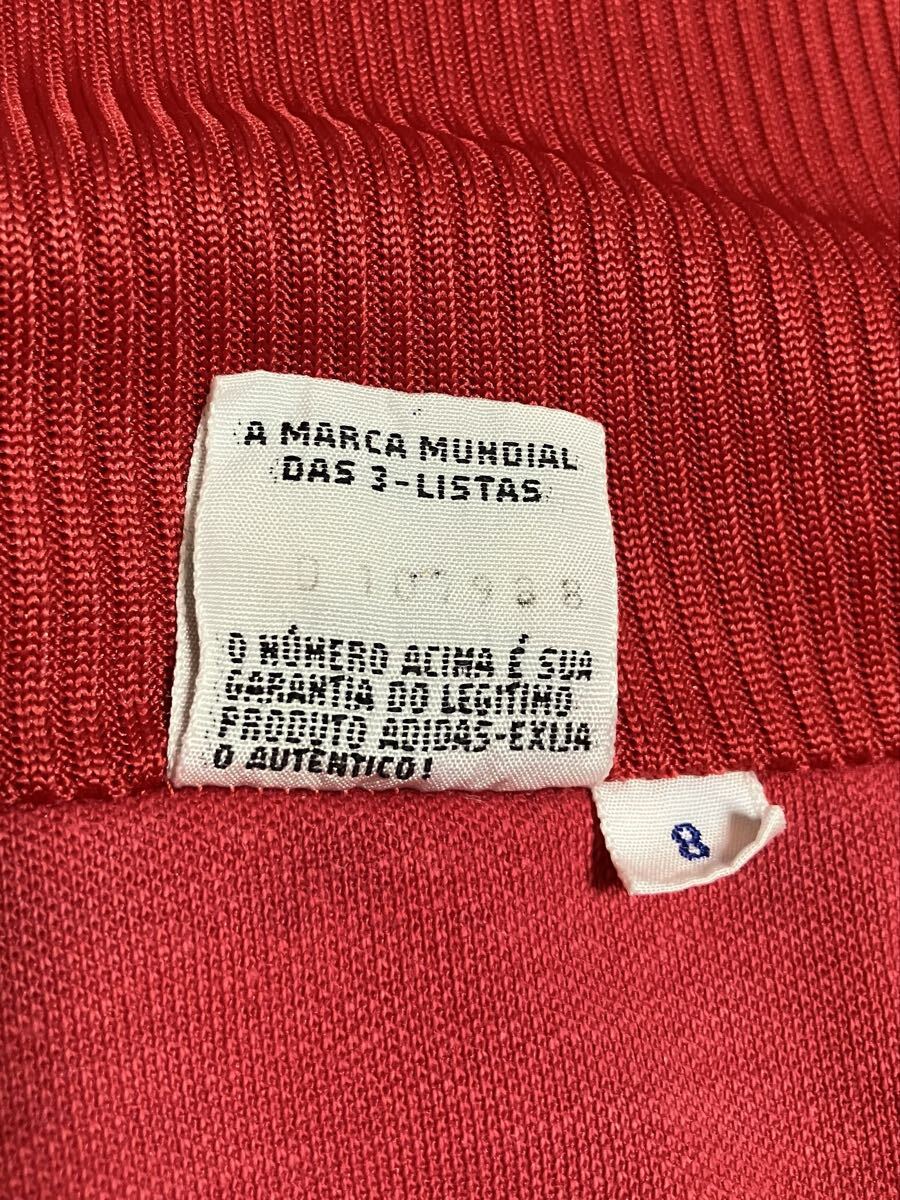 A MARCA MUNDIAL
DAS 3-LISTAS
O NÚMERO ACIMA É SUA
GARANTIA DO LEGÍTIMO
PRODUTO ADIDAS-EXIJA
O AUTÊNTICO!
8